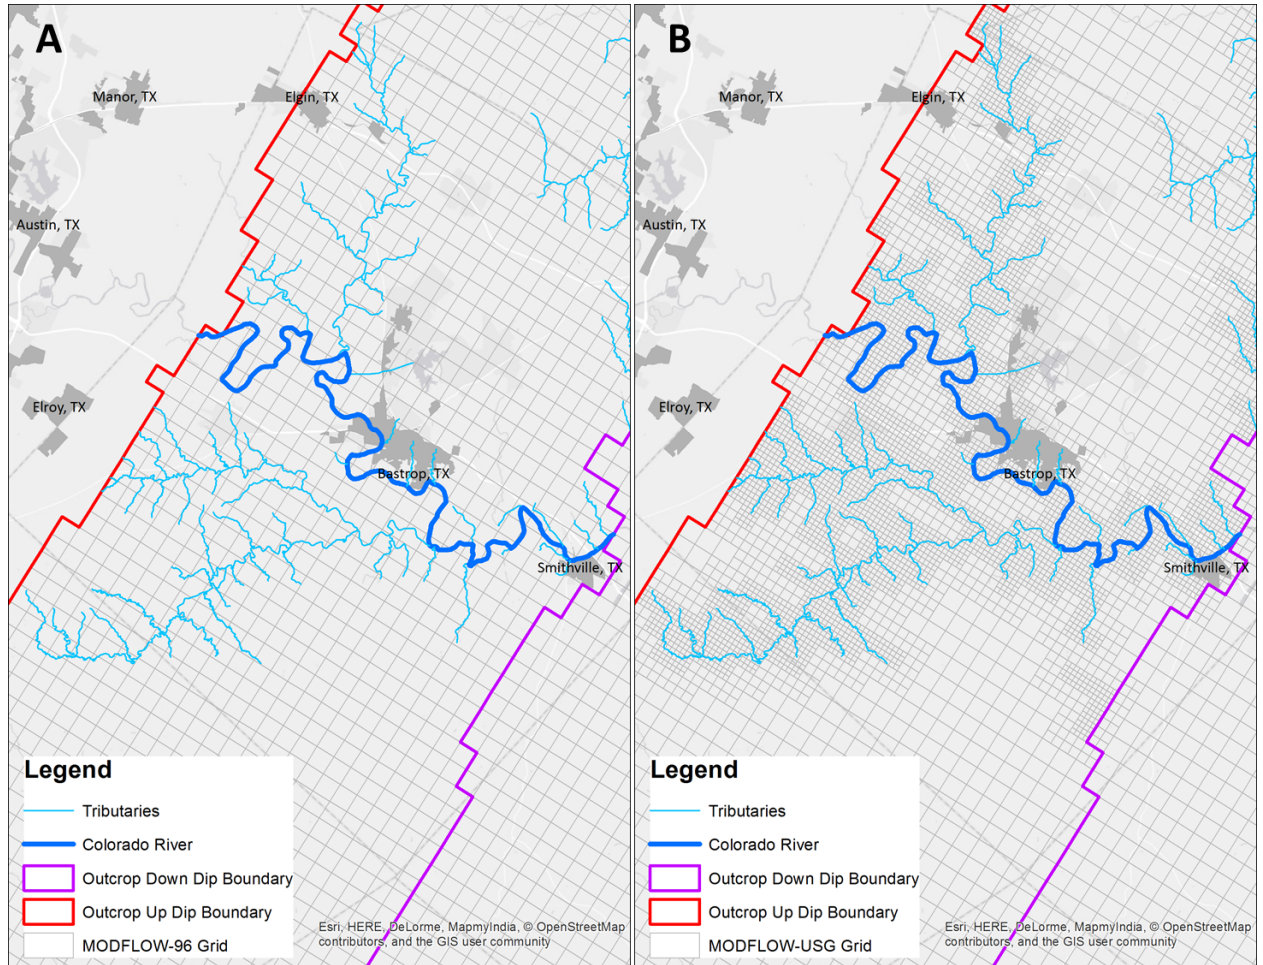 A
Manor, TX
Elgin, TX
Austin, TX
Elroy, TX
Bastrop, TX
Smithville, TX
Legend
Tributaries
Colorado River
Outcrop Down Dip Boundary
Outcrop Up Dip Boundary
MODFLOW-96 Grid
Esri, HERE, DeLorme, MapmyIndia, © OpenStreetMap
contributors, and the GIS user community
B
Manor, TX
Elgin, TX
Austin, TX
Elroy, TX
Bastrop, TX
Smithville, TX
Legend
Tributaries
Colorado River
Outcrop Down Dip Boundary
Outcrop Up Dip Boundary
MODFLOW-USG Grid
Esri, HERE, DeLorme, MapmyIndia, © OpenStreetMap
contributors, and the GIS user community